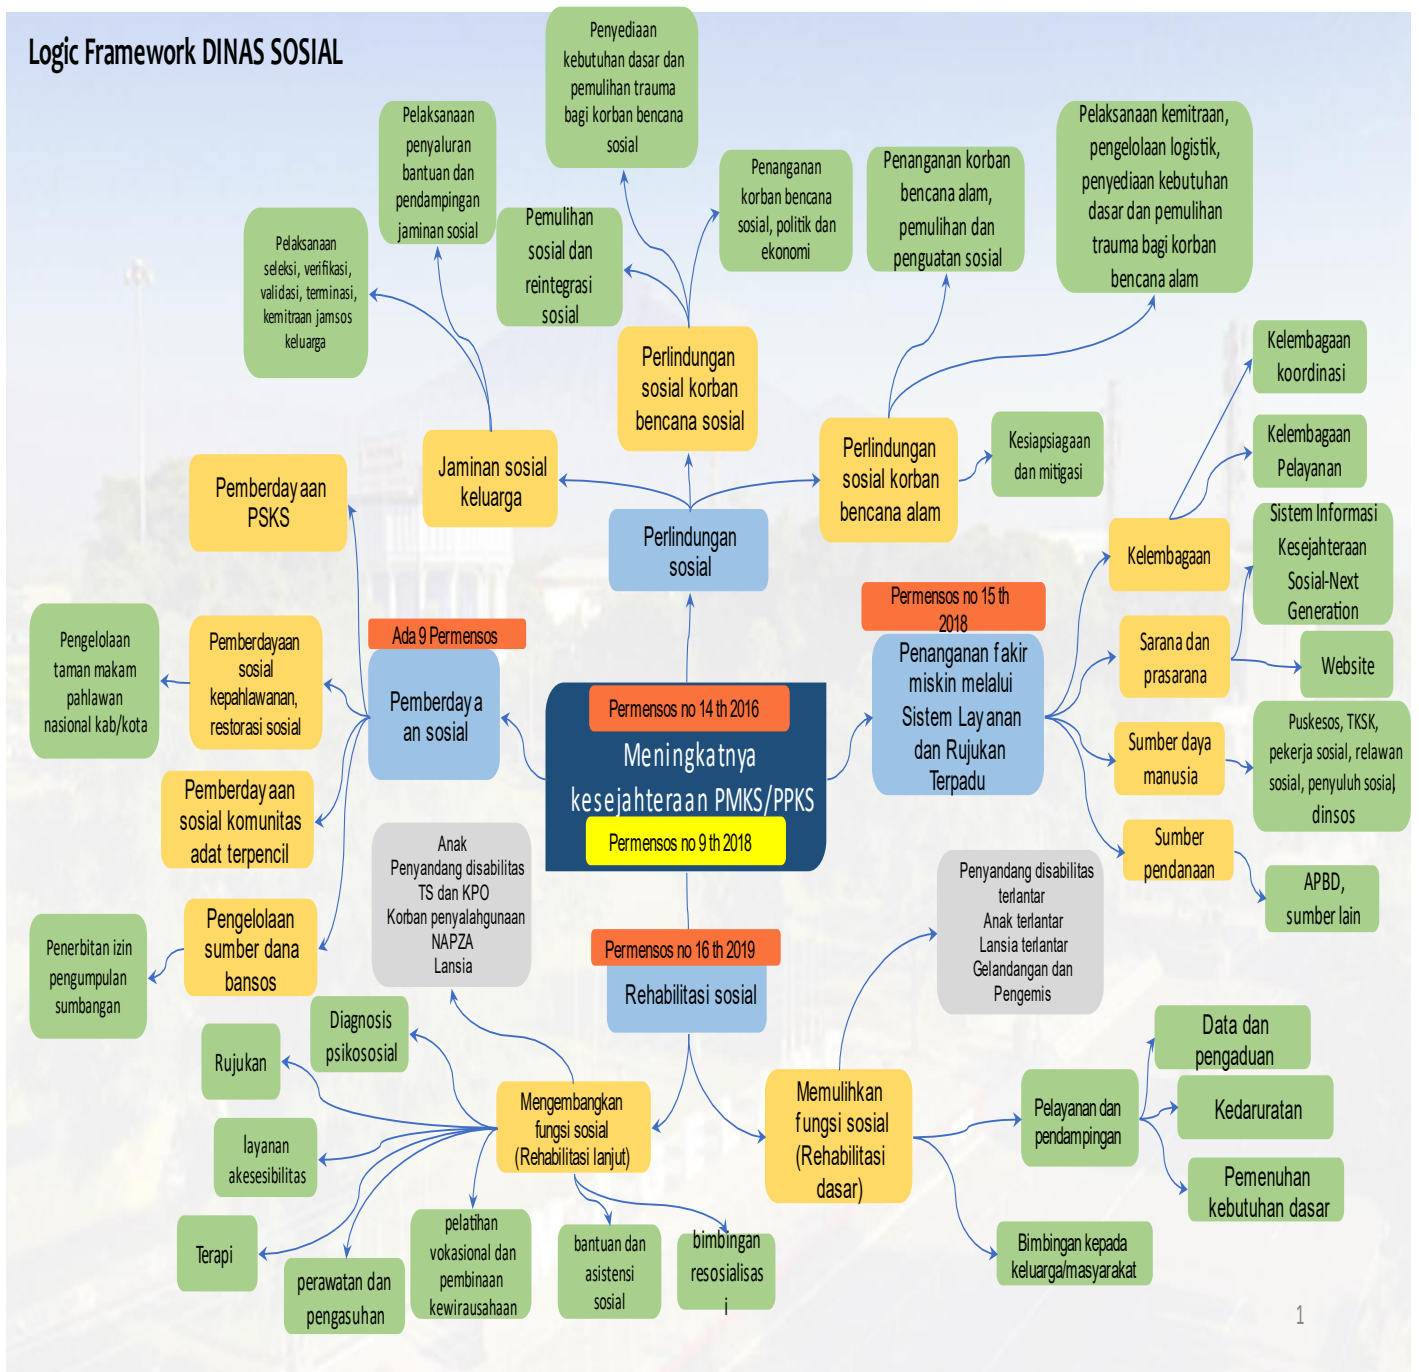 Logic Framework DINAS SOSIAL
Penyediaan
kebutuhan dasar dan
pemulihan trauma
bagi korban bencana
sosial
Pelaksanaan
penyaluran
bantuan dan
pendampingan
jaminan sosial
Pelaksanaan kemitraan,
pengelolaan logistik,
penyediaan kebutuhan
dasar dan pemulihan
trauma bagi korban
bencana alam
Penanganan
korban bencana
sosial, politik dan
ekonomi
Penanganan korban
bencana alam,
pemulihan dan
penguatan sosial
Pelaksanaan
seleksi, verifikasi,
validasi, terminasi,
kemitraan jamsos
keluarga
Pemulihan
sosial dan
reintegrasi
sosial
Perlindungan
sosial korban
bencana sosial
Kelembagaan
koordinasi
Jaminan sosial
keluarga
Perlindungan
sosial korban
bencana alam
Kesiapsiagaan
dan mitigasi
Kelembagaan
Pelayanan
Pemberdayaan
PSKS
Perlindungan
sosial
Kelembagaan
Sistem Informasi
Kesejahteraan
Sosial-Next
Generation
Permensos no 15 th
2018
Penanganan fakir
miskin melalui
Sistem Layanan
dan Rujukan
Terpadu
Sarana dan
prasarana
Website
Ada 9 Permensos
Pemberdaya
an sosial
Pemberdayaan
sosial
kepahlawanan,
restorasi sosial
Pengelolaan
taman makam
pahlawan
nasional kab/kota
Permensos no 14 th 2016
Meningkatnya
kesejahteraan PMKS/PPKS
Permensos no 9 th 2018
Sumber daya
manusia
Puskesos, TKSK,
pekerja sosial, relawan
sosial, penyuluh sosial,
dinsos
Pemberdayaan
sosial komunitas
adat terpencil
Sumber
pendanaan
APBD,
sumber lain
Anak
Penyandang disabilitas
TS dan KPO
Korban penyalahgunaan
NAPZA
Lansia
Penyandang disabilitas
terlantar
Anak terlantar
Lansia terlantar
Gelandangan dan
Pengemis
Pengelolaan
sumber dana
bansos
Penerbitan izin
pengumpulan
sumbangan
Permensos no 16 th 2019
Rehabilitasi sosial
Diagnosis
psikososial
Rujukan
Mengembangkan
fungsi sosial
(Rehabilitasi lanjut)
Memulihkan
fungsi sosial
(Rehabilitasi
dasar)
Pelayanan dan
pendampingan
Data dan
pengaduan
Kedaruratan
Pemenuhan
kebutuhan dasar
layanan
akesesibilitas
Terapi
perawatan dan
pengasuhan
pelatihan
vokasional dan
pembinaan
kewirausahaan
bantuan dan
asistensi
sosial
bimbingan
resosialisas
i
Bimbingan kepada
keluarga/masyarakat
1